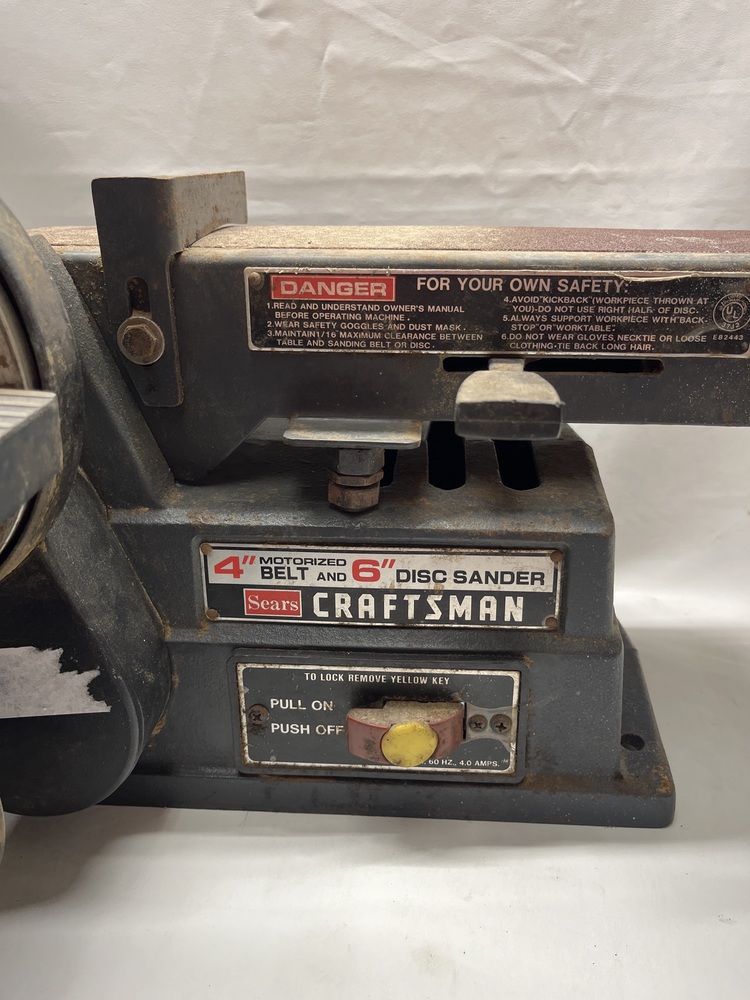 DANGER FOR YOUR OWN SAFETY:
1.READ AND UNDERSTAND OWNER'S MANUAL
BEFORE OPERATING MACHINE.
2.WEAR SAFETY GOGGLES AND DUST MASK.
3.MAINTAIN 1/16 MAXIMUM CLEARANCE BETWEEN
TABLE AND SANDING BELT OR DISC.
4.AVOID"KICKBACK"(WORKPIECE THROWN AT
YOU)-DO NOT USE RIGHT HALF OF DISC.
5.ALWAYS SUPPORT WORKPIECE WITH"BACK-
STOP"OR"WORKTABLE".
6.DO NOT WEAR GLOVES, NECKTIE OR LOOSE
CLOTHING-TIE BACK LONG HAIR.
UL
E82443
4" MOTORIZED
BELT AND 6" DISC SANDER
Sears CRAFTSMAN
TO LOCK REMOVE YELLOW KEY
PULL ON
PUSH OFF
60 HZ., 4.0 AMPS.